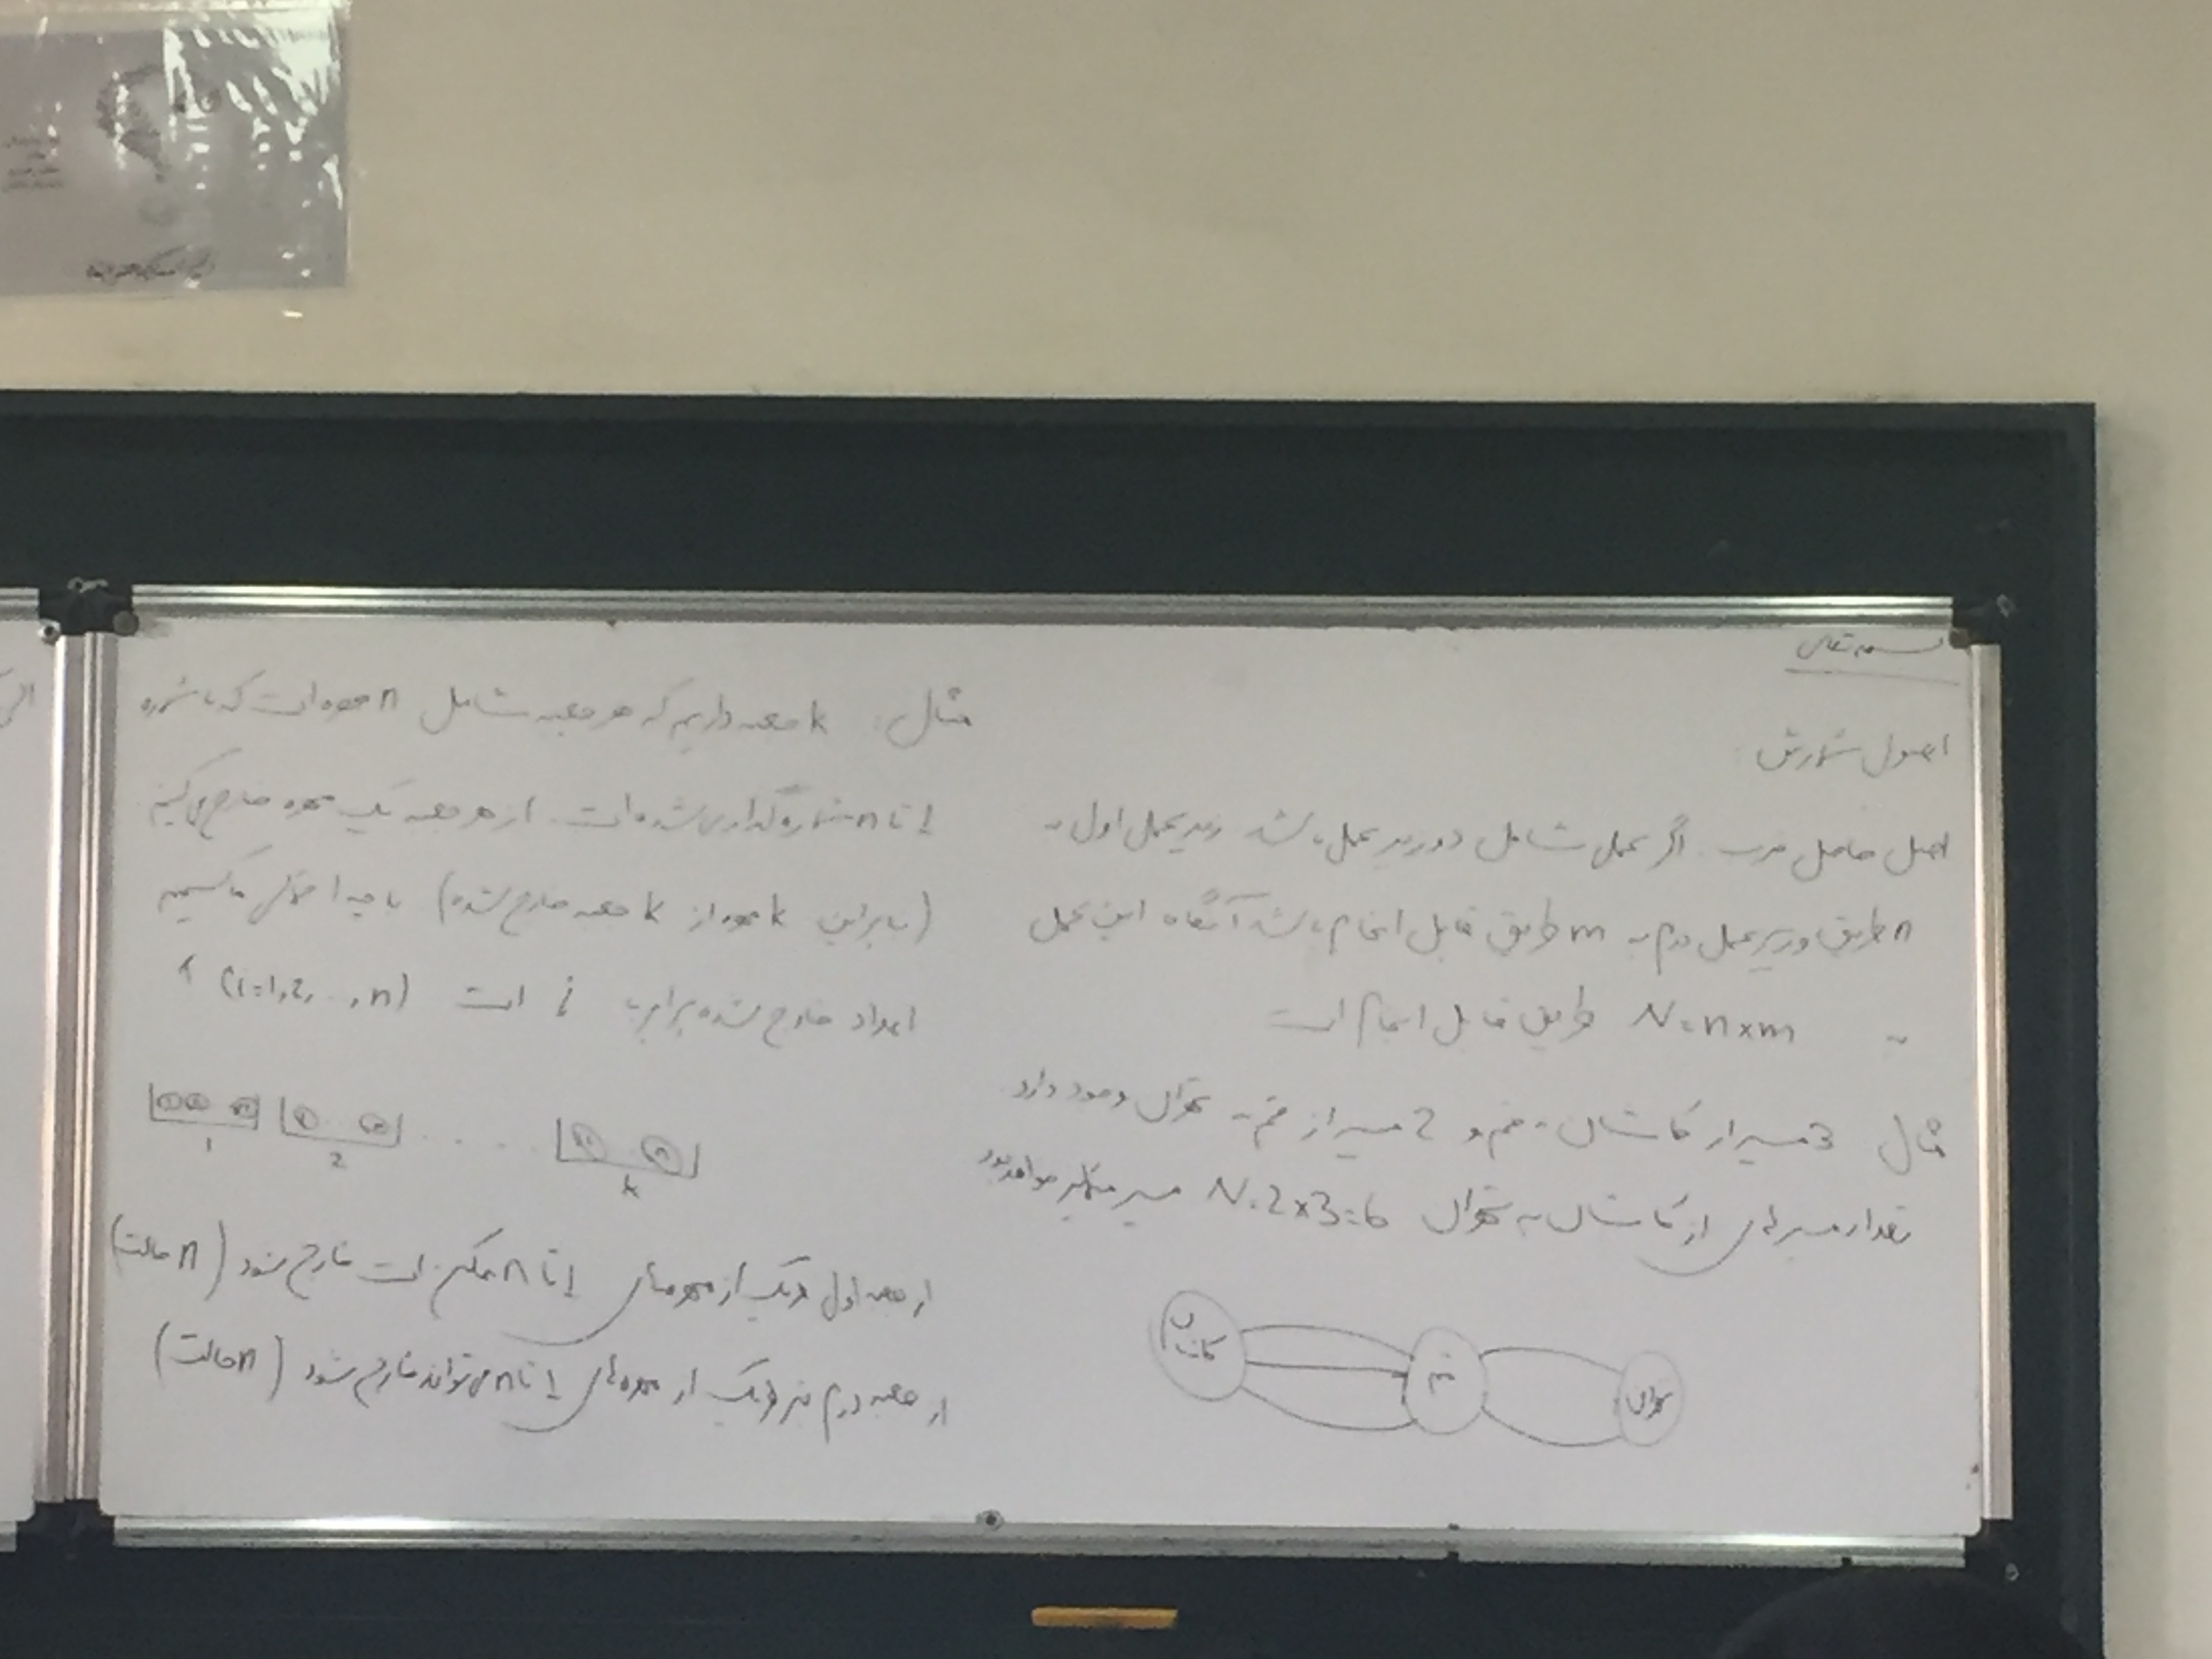 بسمه تعالی
اصول شمارش:
اصل حاصل ضرب: اگر عملی شامل دو زیر عمل باشد زیر عمل اول به
n طریق و زیر عمل دوم به m طریق قابل انجام باشد آنگاه این عمل
به N=n×m طریق قابل انجام است
مثال 3 مسیر از کاشان به قم و 2 مسیر از قم به تهران وجود دارد
تعداد مسیرهای از کاشان به تهران N=2×3=6 مسیر متمایز خواهد بود
کاشان قم تهران
مثال: k جعبه داریم که هر جعبه شامل n مهره است که با شماره
1 تا n شماره گذاری شده است. از هر جعبه یک مهره خارج می کنیم
(بنابراین k مهره از k جعبه خارج شده) با چه احتمالی ماکسیمم
اعداد خارج شده برابر با i است (i=1,2,...,n) ؟
1 2 .... k
از جعبه اول هر یک از مهره های 1 تا n ممکن است خارج شود (n حالت)
از جعبه دوم نیز هر یک از مهره های 1 تا n می تواند خارج شود (n حالت)